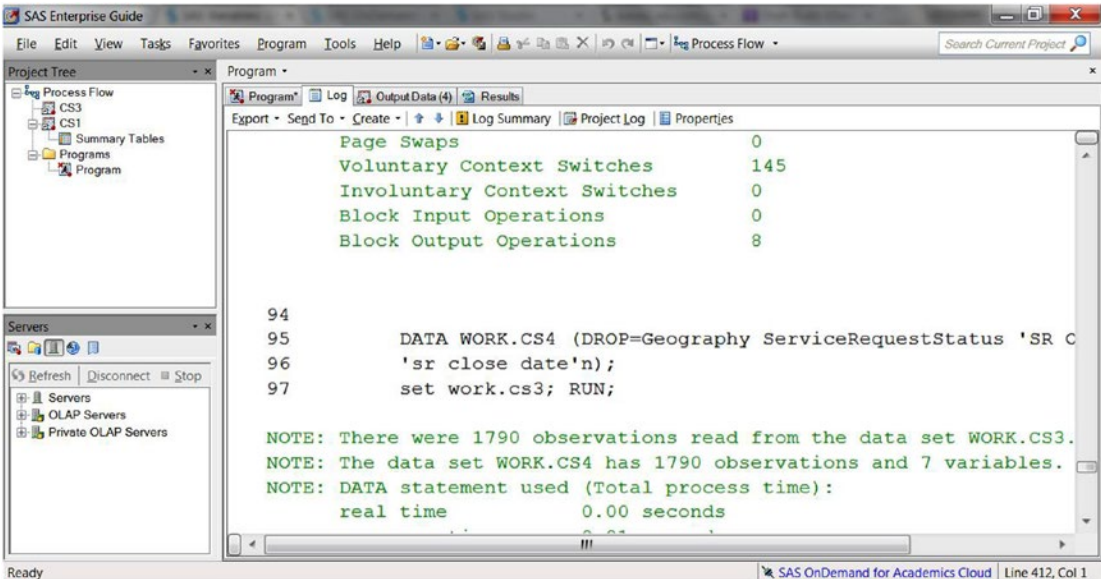 SAS Enterprise Guide
File Edit View Tasks Favorites Program Tools Help Process Flow Search Current Project
Project Tree
Process Flow
CS3
CS1
Summary Tables
Programs
Program
Servers
Refresh Disconnect Stop
Servers
OLAP Servers
Private OLAP Servers
Program
Program* Log Output Data (4) Results
Export Send To Create Log Summary Project Log Properties
Page Swaps 0
Voluntary Context Switches 145
Involuntary Context Switches 0
Block Input Operations 0
Block Output Operations 8
94
95 DATA WORK.CS4 (DROP=Geography ServiceRequestStatus 'SR C
96 'sr close date'n);
97 set work.cs3; RUN;
NOTE: There were 1790 observations read from the data set WORK.CS3.
NOTE: The data set WORK.CS4 has 1790 observations and 7 variables.
NOTE: DATA statement used (Total process time):
real time 0.00 seconds
Ready SAS OnDemand for Academics Cloud Line 412, Col 1